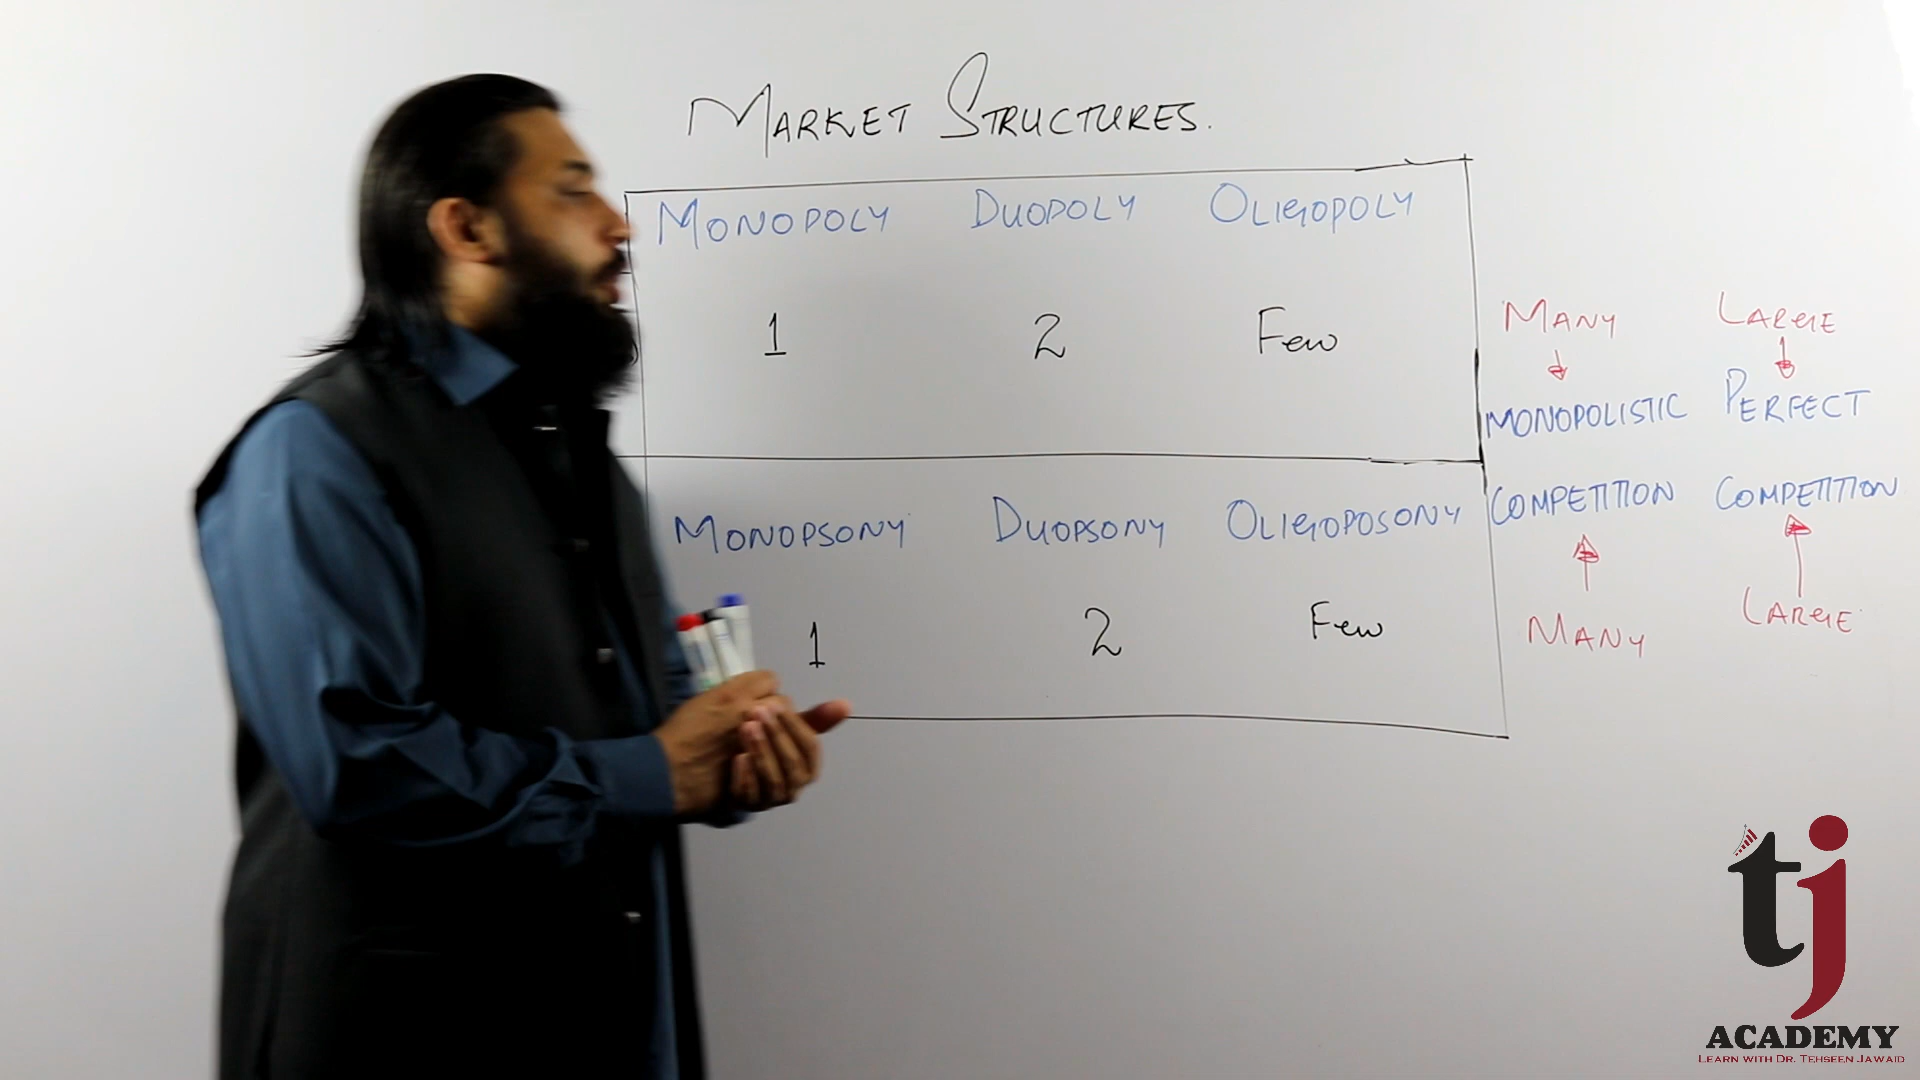 MARKET STRUCTURES.
MONOPOLY DUOPOLY OLIGOPOLY
1 2 Few
MANY LARGE
MONOPOLISTIC PERFECT
COMPETITION COMPETITION
MONOPSONY DUOPSONY OLIGOPOSONY
1 2 Few
MANY LARGE
tj
ACADEMY
LEARN WITH DR. TEHSEEN JAWAID